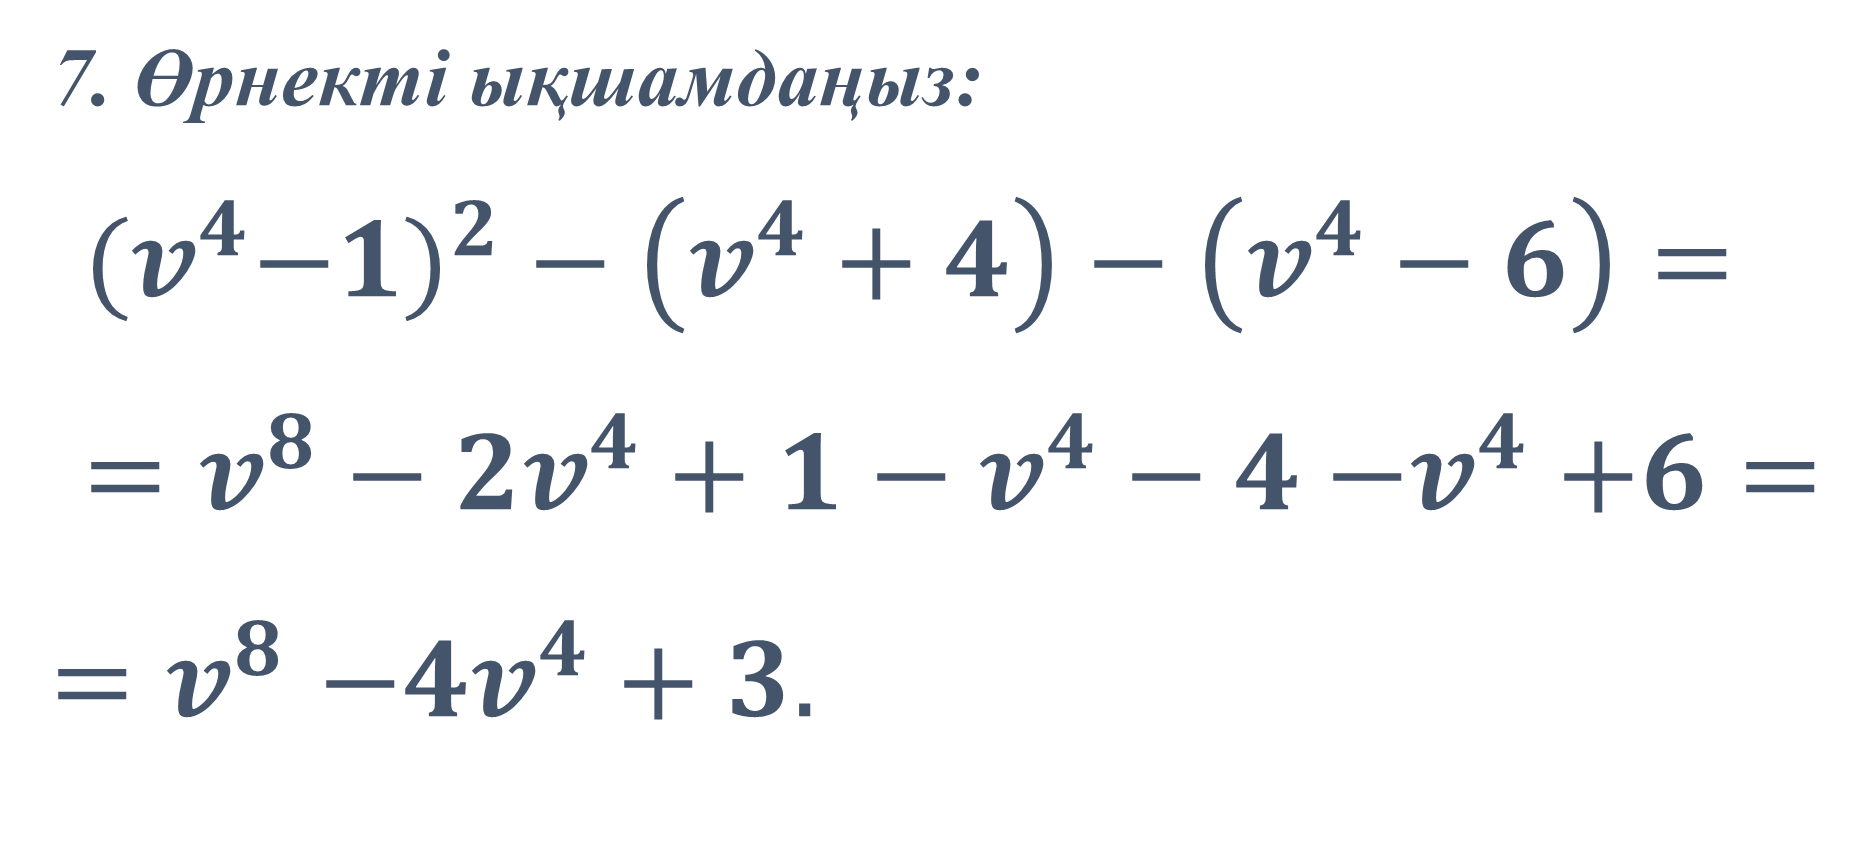 7. Өрнекті ықшамдаңыз:
(v⁴−1)² − (v⁴ + 4) − (v⁴ − 6) =
= v⁸ − 2v⁴ + 1 − v⁴ − 4 −v⁴ +6 =
= v⁸ −4v⁴ + 3.